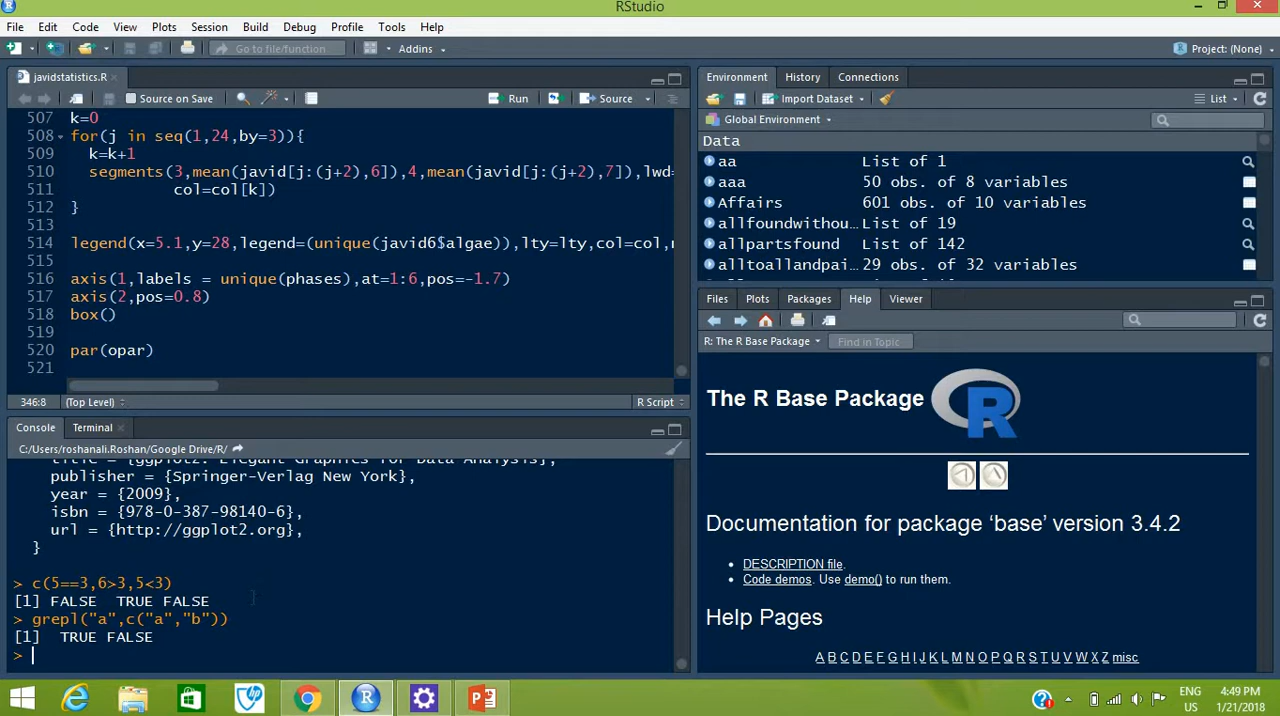 RStudio
File Edit Code View Plots Session Build Debug Profile Tools Help
Go to file/function Addins Project: (None)
javidstatistics.R
Source on Save Run Source
507 k=0
508 for(j in seq(1,24,by=3)){
509 k=k+1
510 segments(3,mean(javid[j:(j+2),6]),4,mean(javid[j:(j+2),7]),lwd=
511 col=col[k])
512 }
513
514 legend(x=5.1,y=28,legend=(unique(javid6$algae)),lty=lty,col=col,
515
516 axis(1,labels = unique(phases),at=1:6,pos=-1.7)
517 axis(2,pos=0.8)
518 box()
519
520 par(opar)
521
346:8 (Top Level) R Script
Console Terminal
C:/Users/roshanali.Roshan/Google Drive/R/
title = {ggplot2: Elegant Graphics for Data Analysis},
publisher = {Springer-Verlag New York},
year = {2009},
isbn = {978-0-387-98140-6},
url = {http://ggplot2.org},
}
> c(5==3,6>3,5<3)
[1] FALSE TRUE FALSE
> grepl("a",c("a","b"))
[1] TRUE FALSE
>
Environment History Connections
Import Dataset List
Global Environment
Data
aa List of 1
aaa 50 obs. of 8 variables
Affairs 601 obs. of 10 variables
allfoundwithou… List of 19
allpartsfound List of 142
alltoallandpai… 29 obs. of 32 variables
Files Plots Packages Help Viewer
R: The R Base Package Find in Topic
The R Base Package R
Documentation for package ‘base’ version 3.4.2
DESCRIPTION file.
Code demos. Use demo() to run them.
Help Pages
A B C D E F G H I J K L M N O P Q R S T U V W X Z misc
ENG 4:49 PM
US 1/21/2018